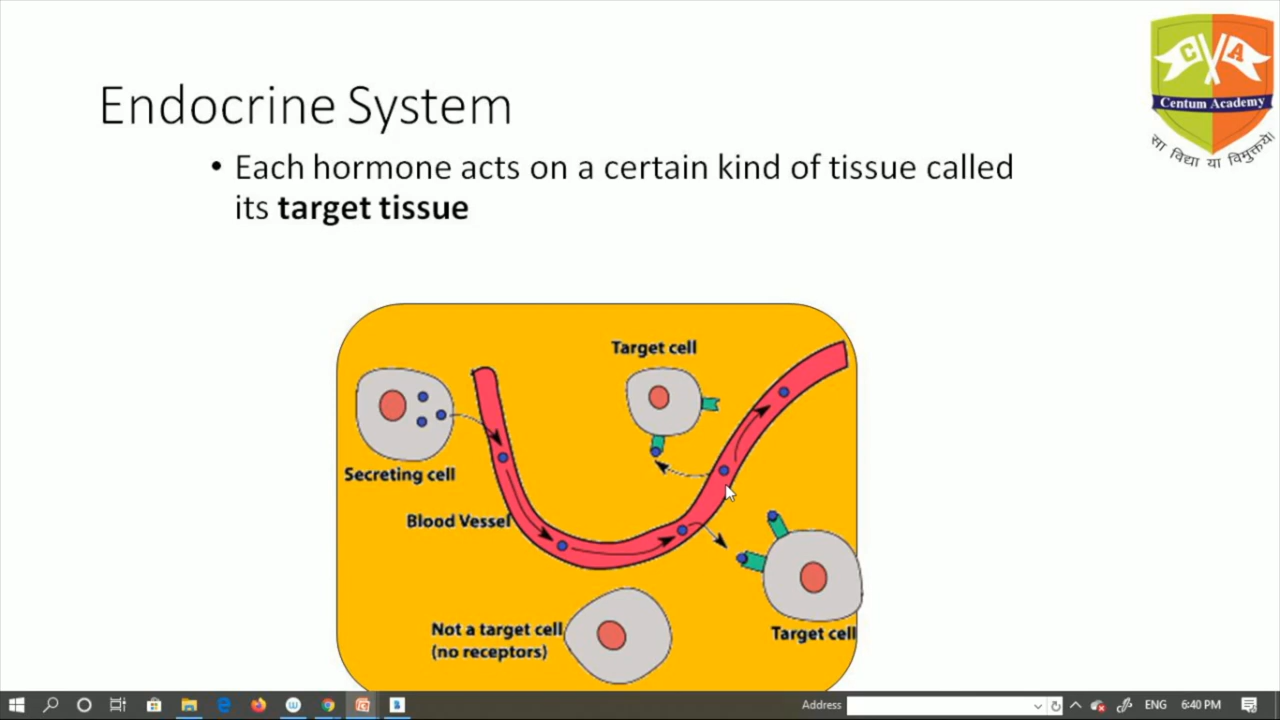 Endocrine System
• Each hormone acts on a certain kind of tissue called
its target tissue
C A
Centum Academy
सा विद्या या विमुक्तये।
Target cell
Secreting cell
Blood Vessel
Not a target cell
(no receptors)
Target cell
Address
ENG
6:40 PM